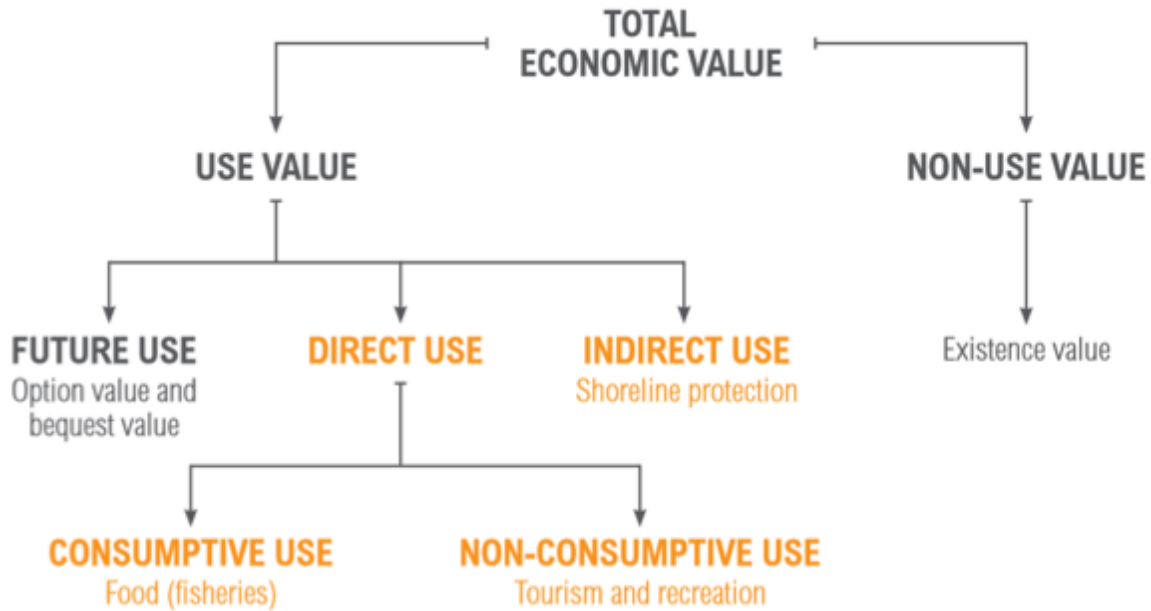 TOTAL
ECONOMIC VALUE
USE VALUE
NON-USE VALUE
FUTURE USE
Option value and
bequest value
DIRECT USE
INDIRECT USE
Shoreline protection
Existence value
CONSUMPTIVE USE
Food (fisheries)
NON-CONSUMPTIVE USE
Tourism and recreation